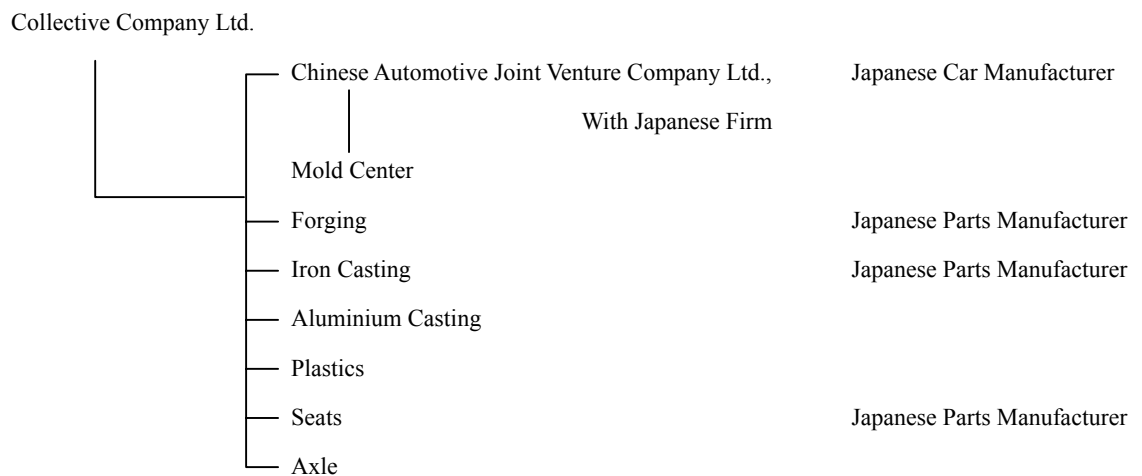 Collective Company Ltd.
Chinese Automotive Joint Venture Company Ltd., Japanese Car Manufacturer
With Japanese Firm
Mold Center
Forging Japanese Parts Manufacturer
Iron Casting Japanese Parts Manufacturer
Aluminium Casting
Plastics
Seats Japanese Parts Manufacturer
Axle